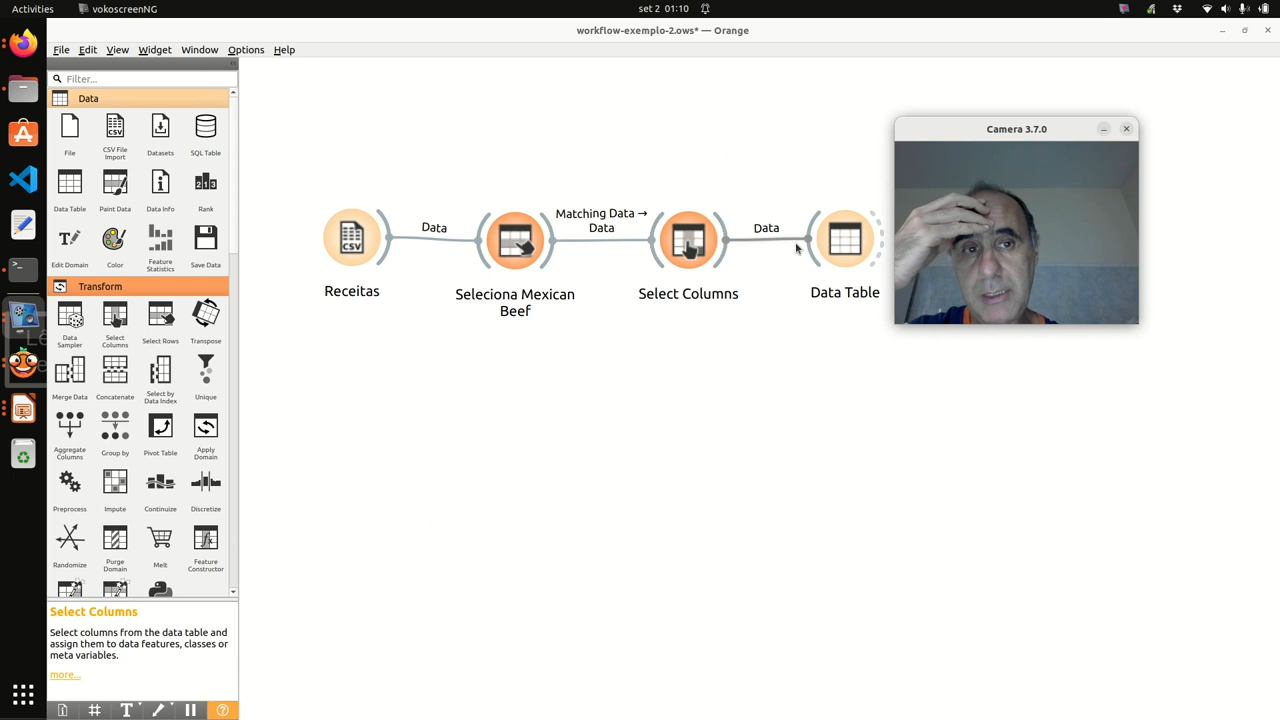 Activities
vokoscreenNG
set 2 01:10
workflow-exemplo-2.ows* — Orange
File Edit View Widget Window Options Help
Filter...
Data
File
CSV File
Import
Datasets
SQL Table
Data Table
Paint Data
Data Info
Rank
Edit Domain
Color
Feature
Statistics
Save Data
Transform
Data
Sampler
Select
Columns
Select Rows
Transpose
Merge Data
Concatenate
Select by
Data Index
Unique
Aggregate
Columns
Group by
Pivot Table
Apply
Domain
Preprocess
Impute
Continuize
Discretize
Randomize
Purge
Domain
Melt
Feature
Constructor
Select Columns
Select columns from the data table and
assign them to data features, classes or
meta variables.
more...
Receitas
Data
Seleciona Mexican
Beef
Matching Data →
Data
Select Columns
Data
Data Table
Camera 3.7.0